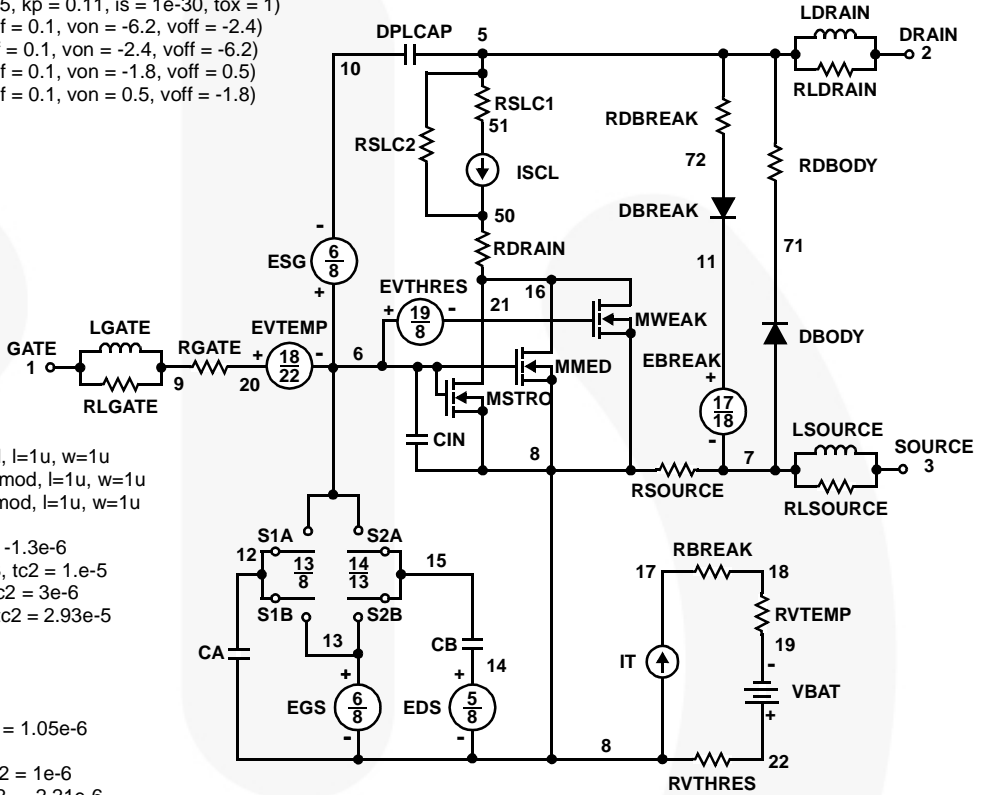 5, kp = 0.11, is = 1e-30, tox = 1)
f = 0.1, von = -6.2, voff = -2.4)
f = 0.1, von = -2.4, voff = -6.2)
f = 0.1, von = -1.8, voff = 0.5)
f = 0.1, von = 0.5, voff = -1.8)
LDRAIN
DPLCAP 5 DRAIN
2
10
RLDRAIN
RSLC1
51
RDBREAK
RSLC2
72
ISCL
RDBODY
DBREAK
50
RDRAIN
71
11
-
ESG 6
8
+
EVTHRES
16
21
+ 19 -
8
MWEAK
LGATE
EVTEMP
DBODY
GATE
1
RGATE
+ 18 -
22
6
EBREAK
MMED
9
20
+
MSTRO
17
18
-
RLGATE
LSOURCE
CIN
SOURCE
3
8
7
RSOURCE
RLSOURCE
, l=1u, w=1u
mod, l=1u, w=1u
mod, l=1u, w=1u
-1.3e-6
, tc2 = 1.e-5
c2 = 3e-6
c2 = 2.93e-5
= 1.05e-6
2 = 1e-6
S1A
S2A
12
13
8
14
13
15
S1B
S2B
13
CA
CB
14
+
EGS 6
8
-
+
EDS 5
8
-
RBREAK
17
18
RVTEMP
19
IT
-
VBAT
+
8
22
RVTHRES